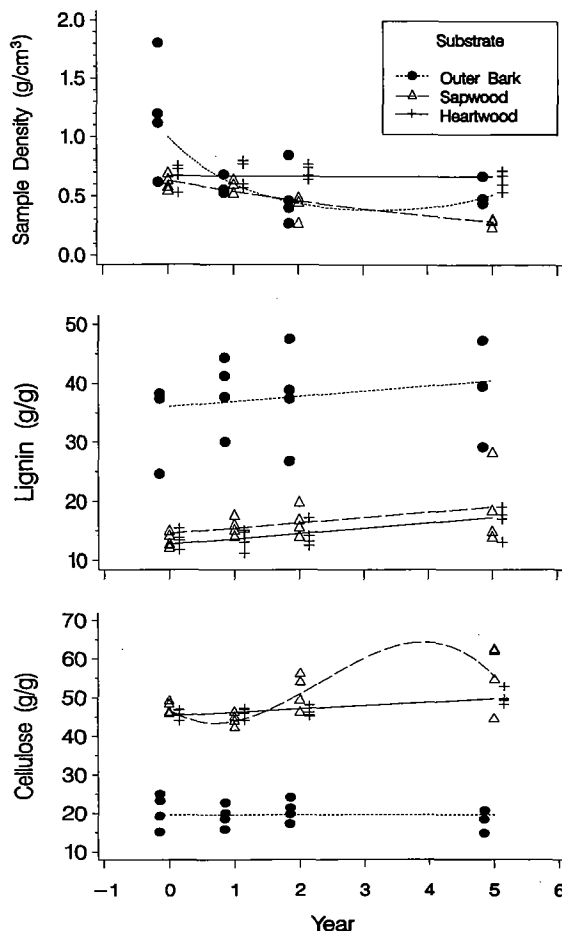 Substrate
Outer Bark
Sapwood
Heartwood
Sample Density (g/cm³)
2.0
1.5
1.0
0.5
0.0
Lignin (g/g)
50
40
30
20
10
Cellulose (g/g)
70
60
50
40
30
20
10
−1 0 1 2 3 4 5 6
Year